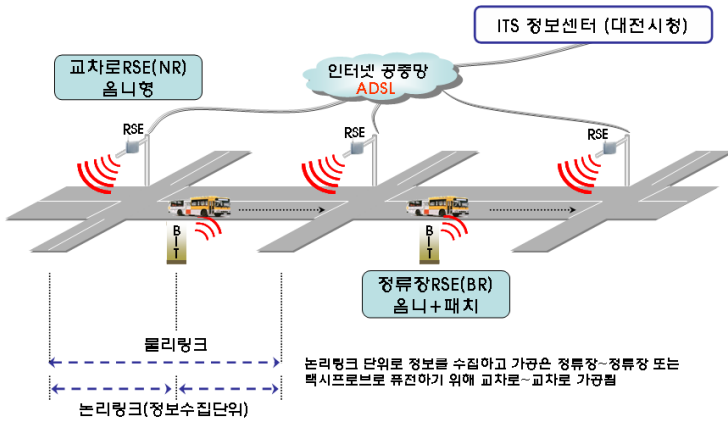 ITS 정보센터 (대전시청)
교차로RSE(NR)
옴니형
인터넷 공중망
ADSL
RSE
RSE
RSE
B
I
T
B
I
T
정류장RSE(BR)
옴니+패치
물리링크
논리링크 단위로 정보를 수집하고 가공은 정류장~정류장 또는
택시프로브로 퓨전하기 위해 교차로~교차로 가공됨
논리링크(정보수집단위)